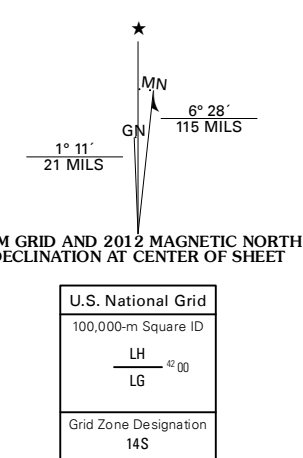 ★
MN
6° 28´
115 MILS
GN
1° 11´
21 MILS
M GRID AND 2012 MAGNETIC NORTH
DECLINATION AT CENTER OF SHEET
U.S. National Grid
100,000-m Square ID
LH
42 00
LG
Grid Zone Designation
14S